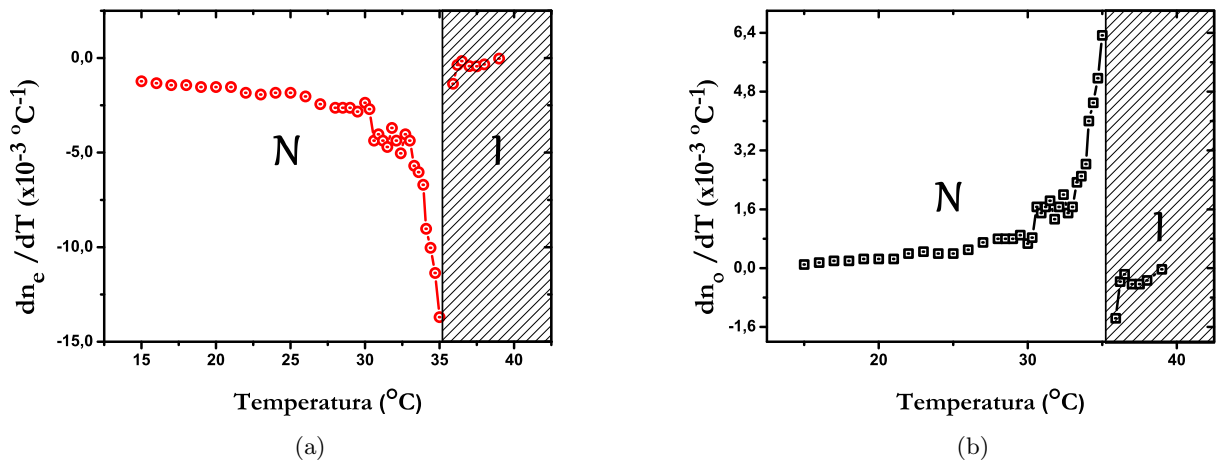 0,0
-5,0
-10,0
-15,0
15
20
25
30
35
40
dn_e /dT (x10⁻³ °C⁻¹)
N
I
Temperatura (°C)
(a)
6,4
4,8
3,2
1,6
0,0
-1,6
20
30
40
dn_o /dT (x10⁻³ °C⁻¹)
N
I
Temperatura (°C)
(b)